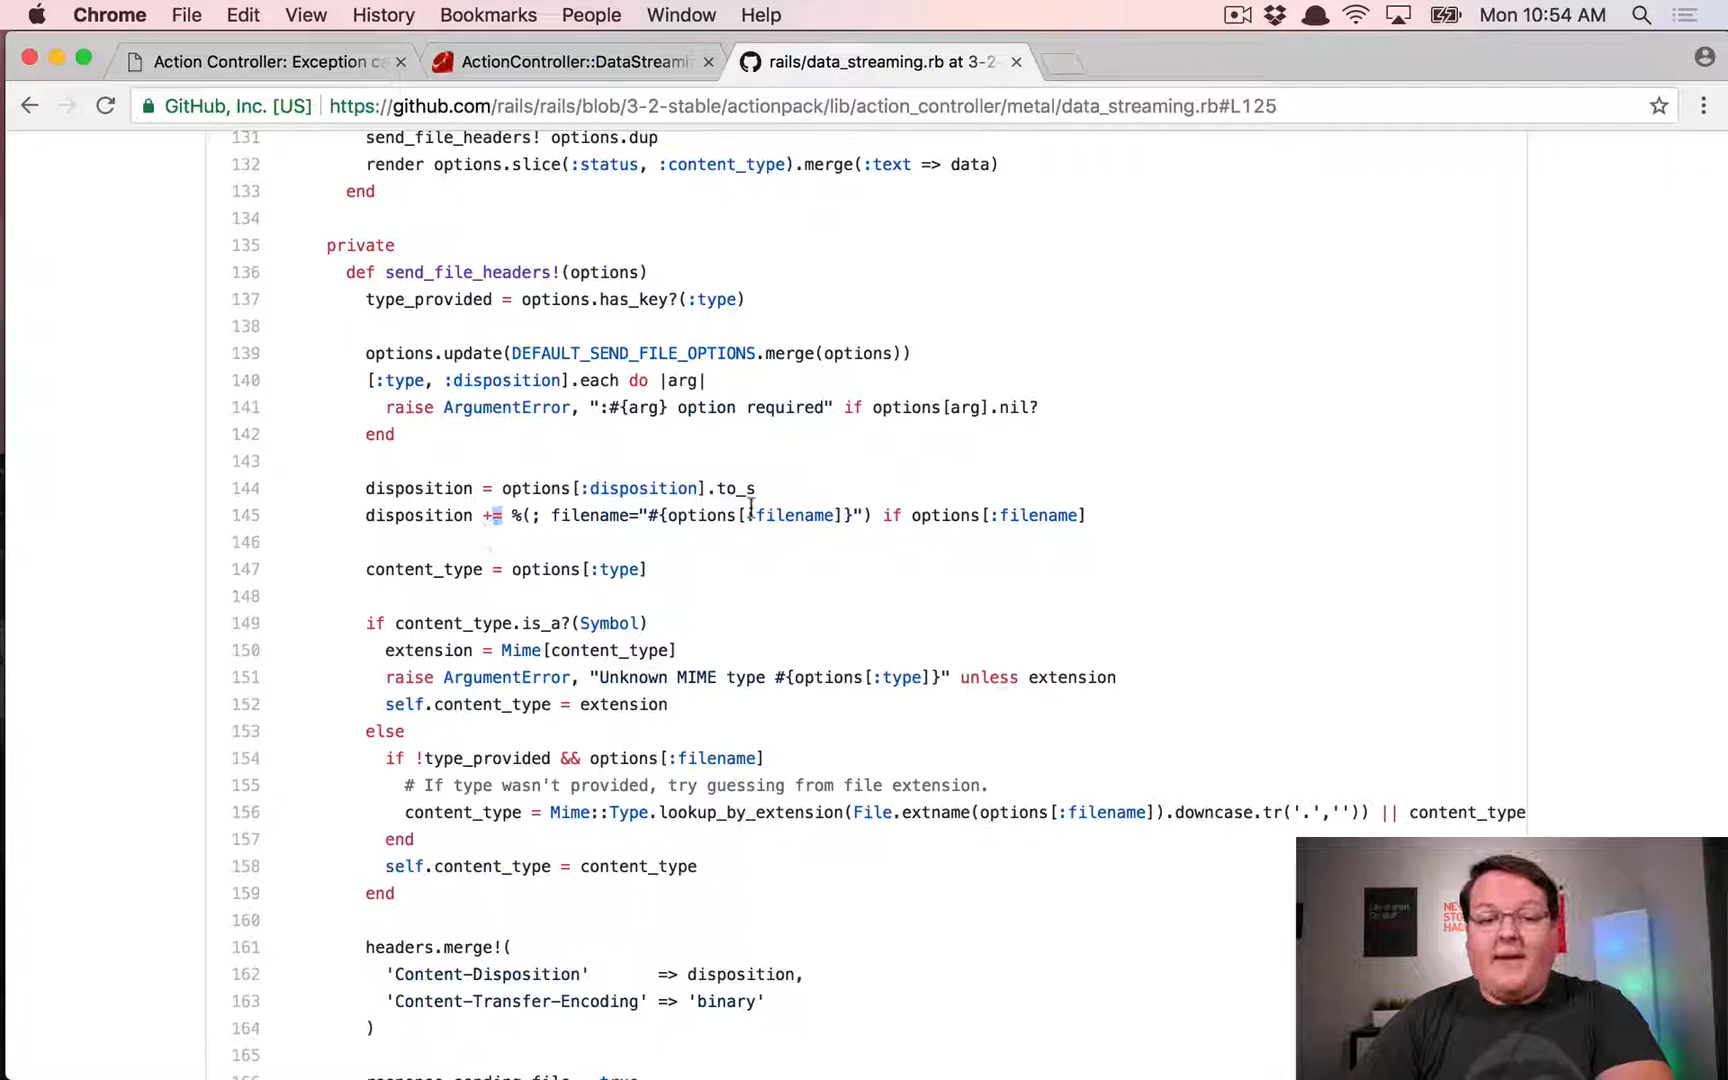 Chrome File Edit View History Bookmarks People Window Help Mon 10:54 AM
Action Controller: Exception ca ActionController::DataStreamin rails/data_streaming.rb at 3-2-
GitHub, Inc. [US] https://github.com/rails/rails/blob/3-2-stable/actionpack/lib/action_controller/metal/data_streaming.rb#L125
131 send_file_headers! options.dup
132 render options.slice(:status, :content_type).merge(:text => data)
133 end
134
135 private
136 def send_file_headers!(options)
137 type_provided = options.has_key?(:type)
138
139 options.update(DEFAULT_SEND_FILE_OPTIONS.merge(options))
140 [:type, :disposition].each do |arg|
141 raise ArgumentError, ":#{arg} option required" if options[arg].nil?
142 end
143
144 disposition = options[:disposition].to_s
145 disposition += %(; filename="#{options[:filename]}") if options[:filename]
146
147 content_type = options[:type]
148
149 if content_type.is_a?(Symbol)
150 extension = Mime[content_type]
151 raise ArgumentError, "Unknown MIME type #{options[:type]}" unless extension
152 self.content_type = extension
153 else
154 if !type_provided && options[:filename]
155 # If type wasn't provided, try guessing from file extension.
156 content_type = Mime::Type.lookup_by_extension(File.extname(options[:filename]).downcase.tr('.','')) || content_type
157 end
158 self.content_type = content_type
159 end
160
161 headers.merge!(
162 'Content-Disposition' => disposition,
163 'Content-Transfer-Encoding' => 'binary'
164 )
165